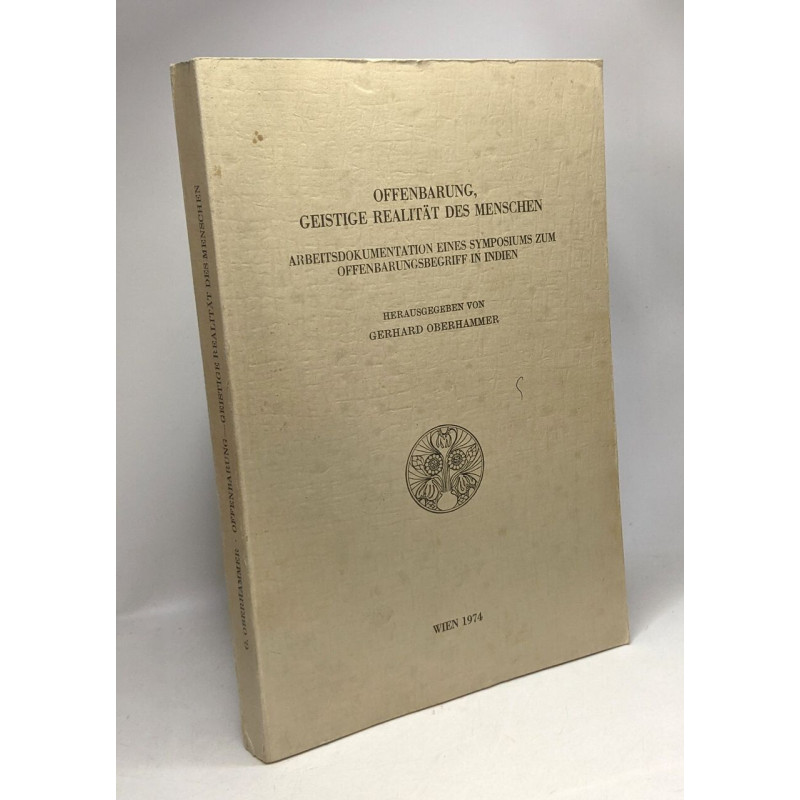 OFFENBARUNG,
GEISTIGE REALITÄT DES MENSCHEN
ARBEITSDOKUMENTATION EINES SYMPOSIUMS ZUM
OFFENBARUNGSBEGRIFF IN INDIEN
HERAUSGEGEBEN VON
GERHARD OBERHAMMER
WIEN 1974
G. OBERHAMMER · OFFENBARUNG — GEISTIGE REALITÄT DES MENSCHEN